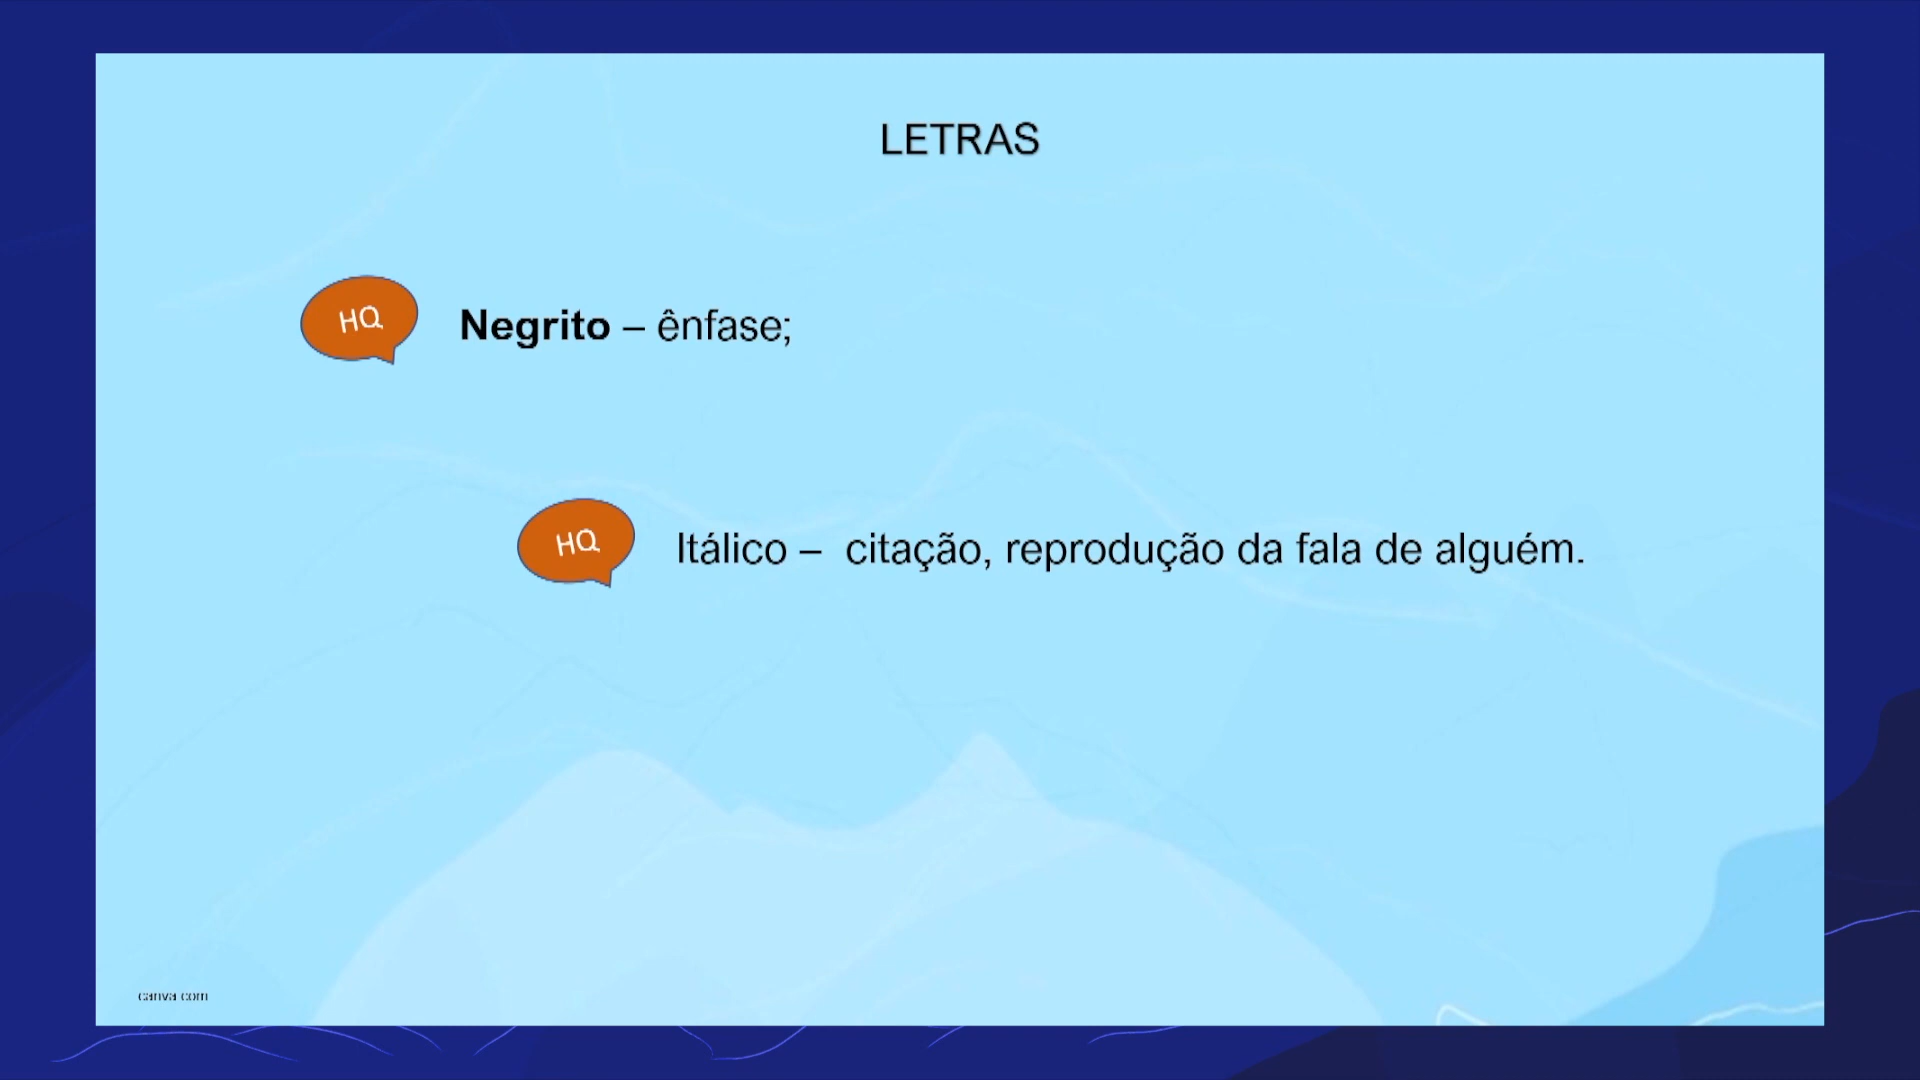 LETRAS
HQ
Negrito – ênfase;
HQ
Itálico – citação, reprodução da fala de alguém.
canva com